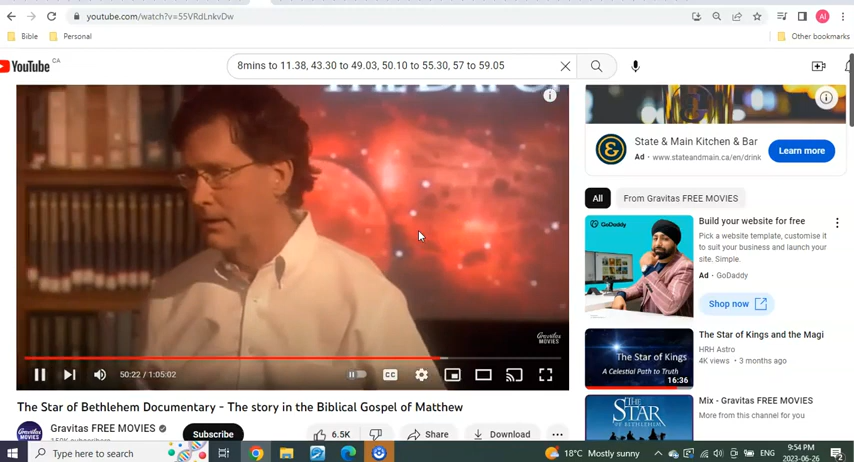 youtube.com/watch?v=55VRdLnkvDw
AI
Bible
Personal
Other bookmarks
YouTube
CA
8mins to 11.38, 43.30 to 49.03, 50.10 to 55.30, 57 to 59.05
State & Main Kitchen & Bar
Ad · www.stateandmain.ca/en/drink
Learn more
All
From Gravitas FREE MOVIES
GoDaddy
Build your website for free
Pick a website template, customise it
to suit your business and launch your
site. Simple.
Ad · GoDaddy
Shop now
GRAVITAS
MOVIES
50:22 / 1:05:02
CC
The Star of Kings
A Celestial Path to Truth
16:36
The Star of Kings and the Magi
HRH Astro
4K views · 3 months ago
The Star of Bethlehem Documentary - The story in the Biblical Gospel of Matthew
THE
STAR
OF BETHLEHEM
Mix - Gravitas FREE MOVIES
More from this channel for you
Gravitas FREE MOVIES
Subscribe
6.5K
Share
Download
Type here to search
18°C Mostly sunny
ENG
9:54 PM
2023-06-26
2